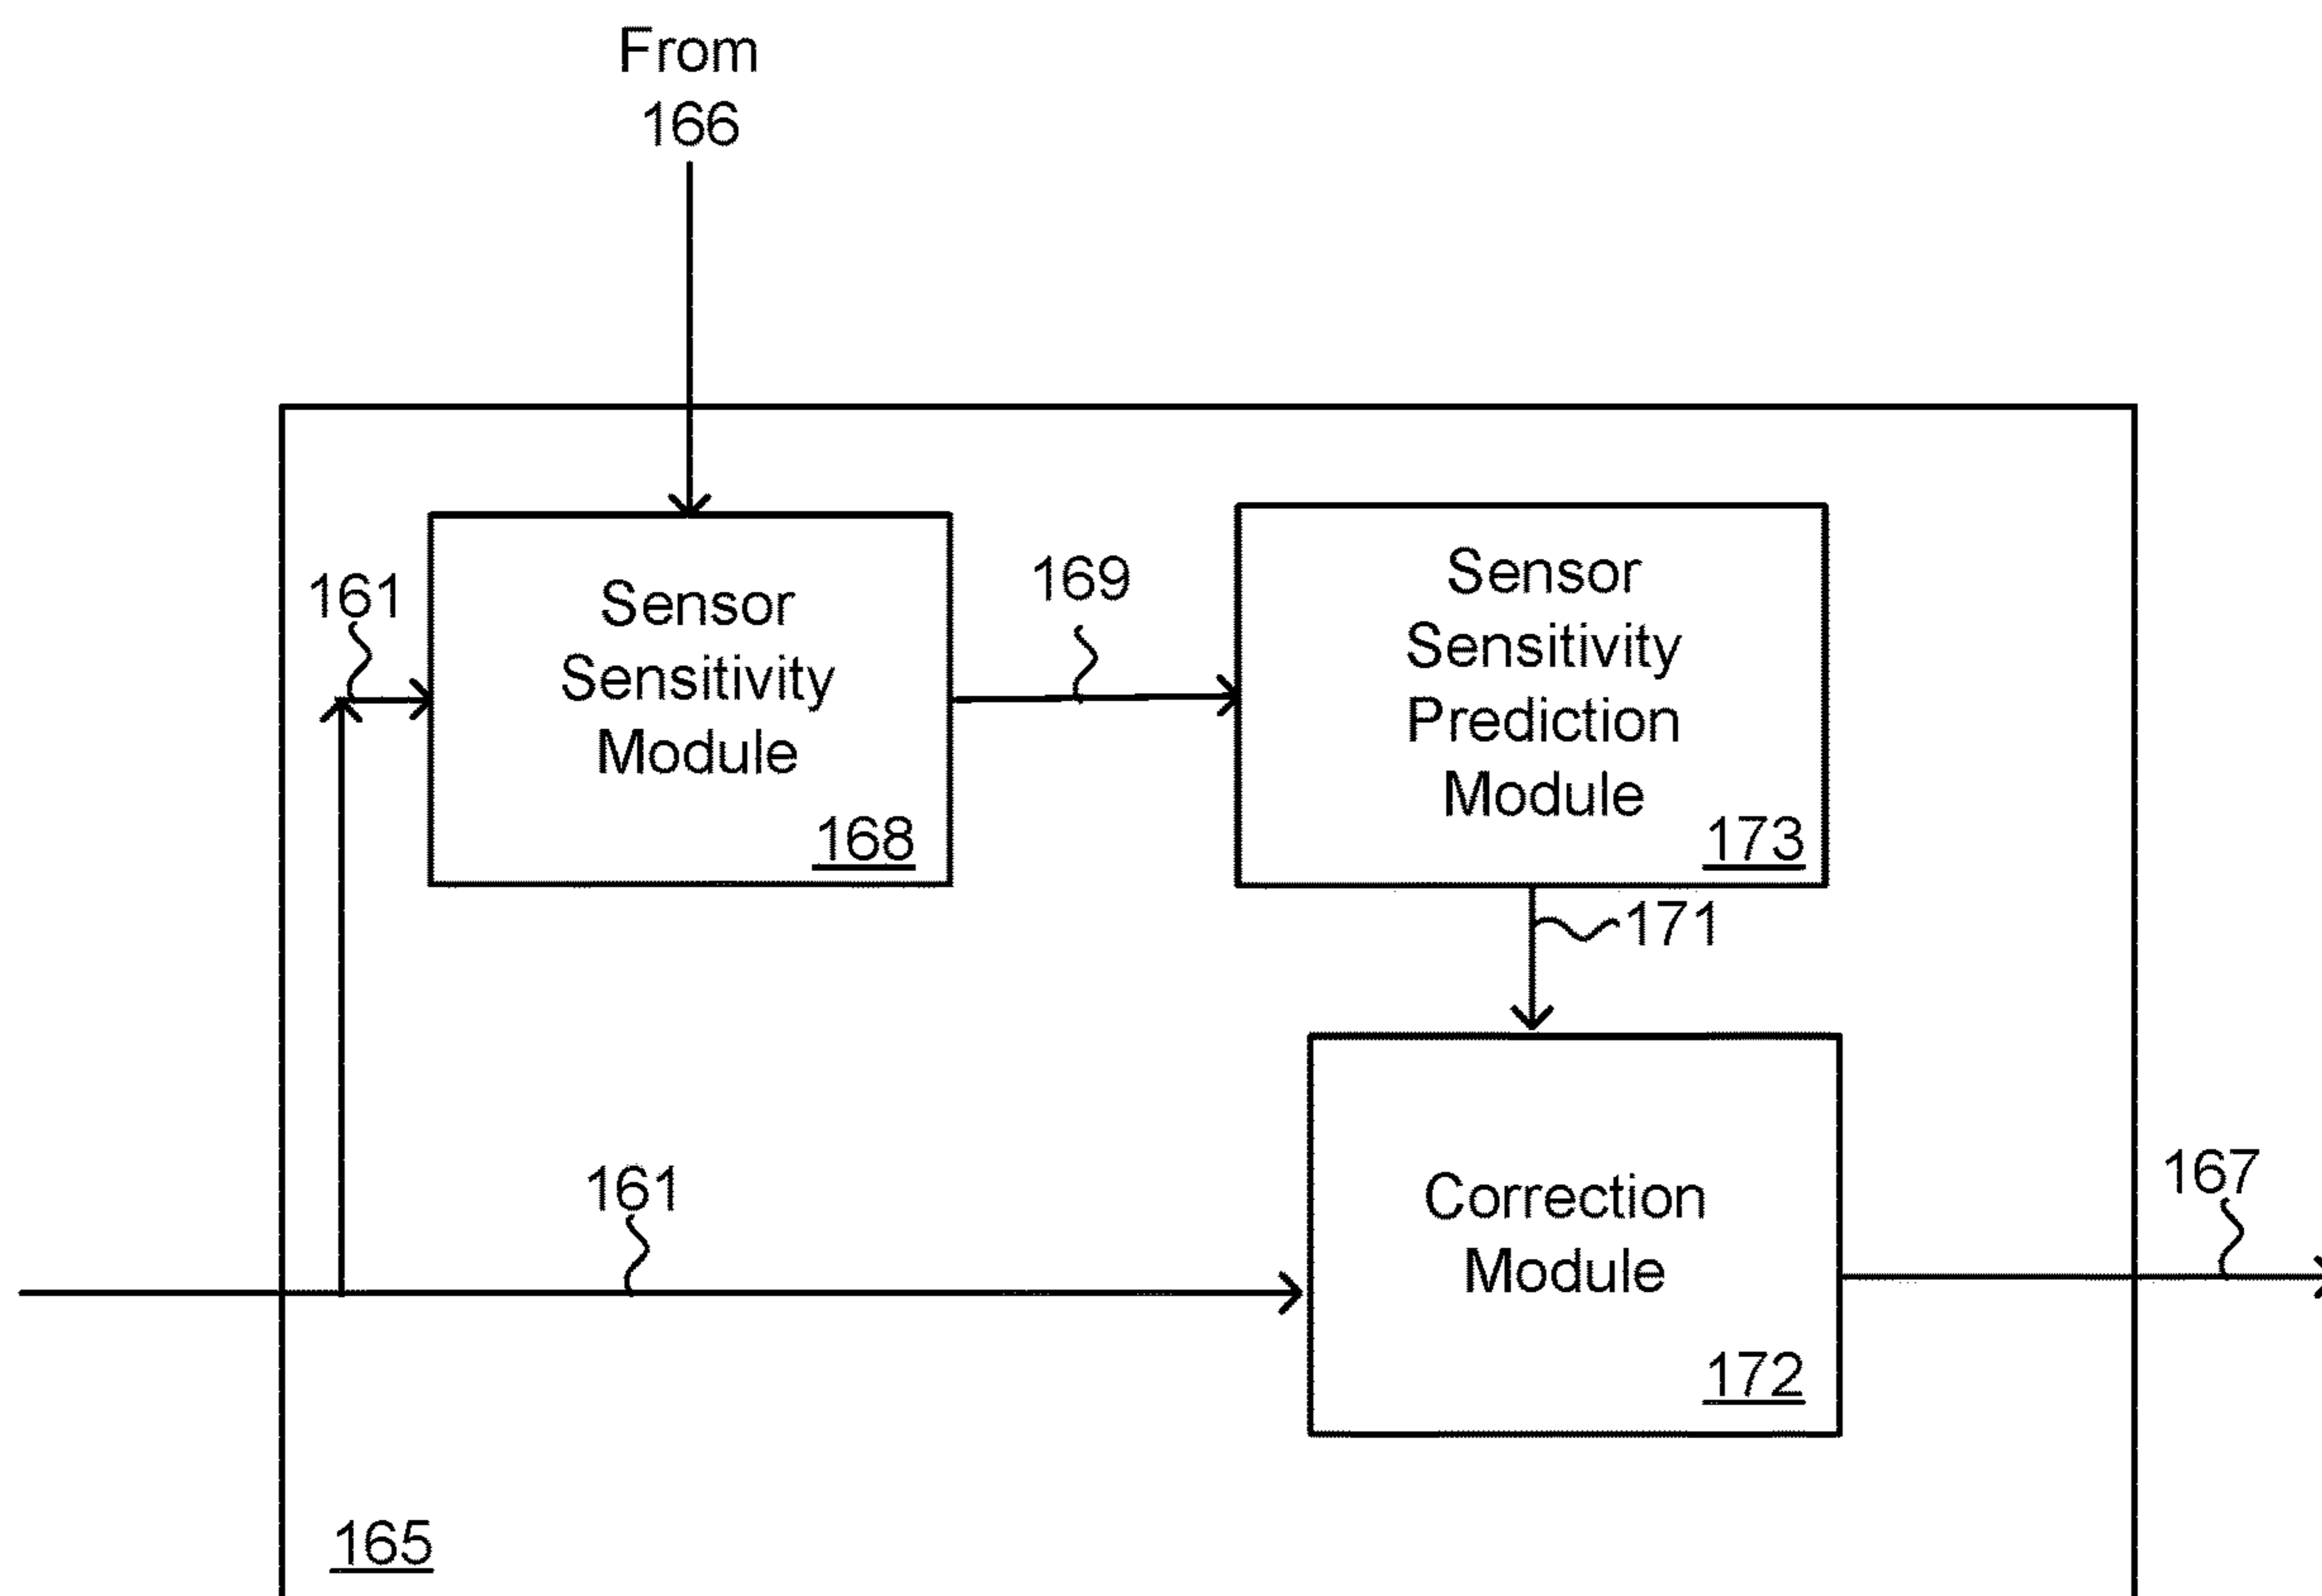 From
166
161
Sensor
Sensitivity
Module
168
169
Sensor
Sensitivity
Prediction
Module
173
171
161
Correction
Module
172
167
165